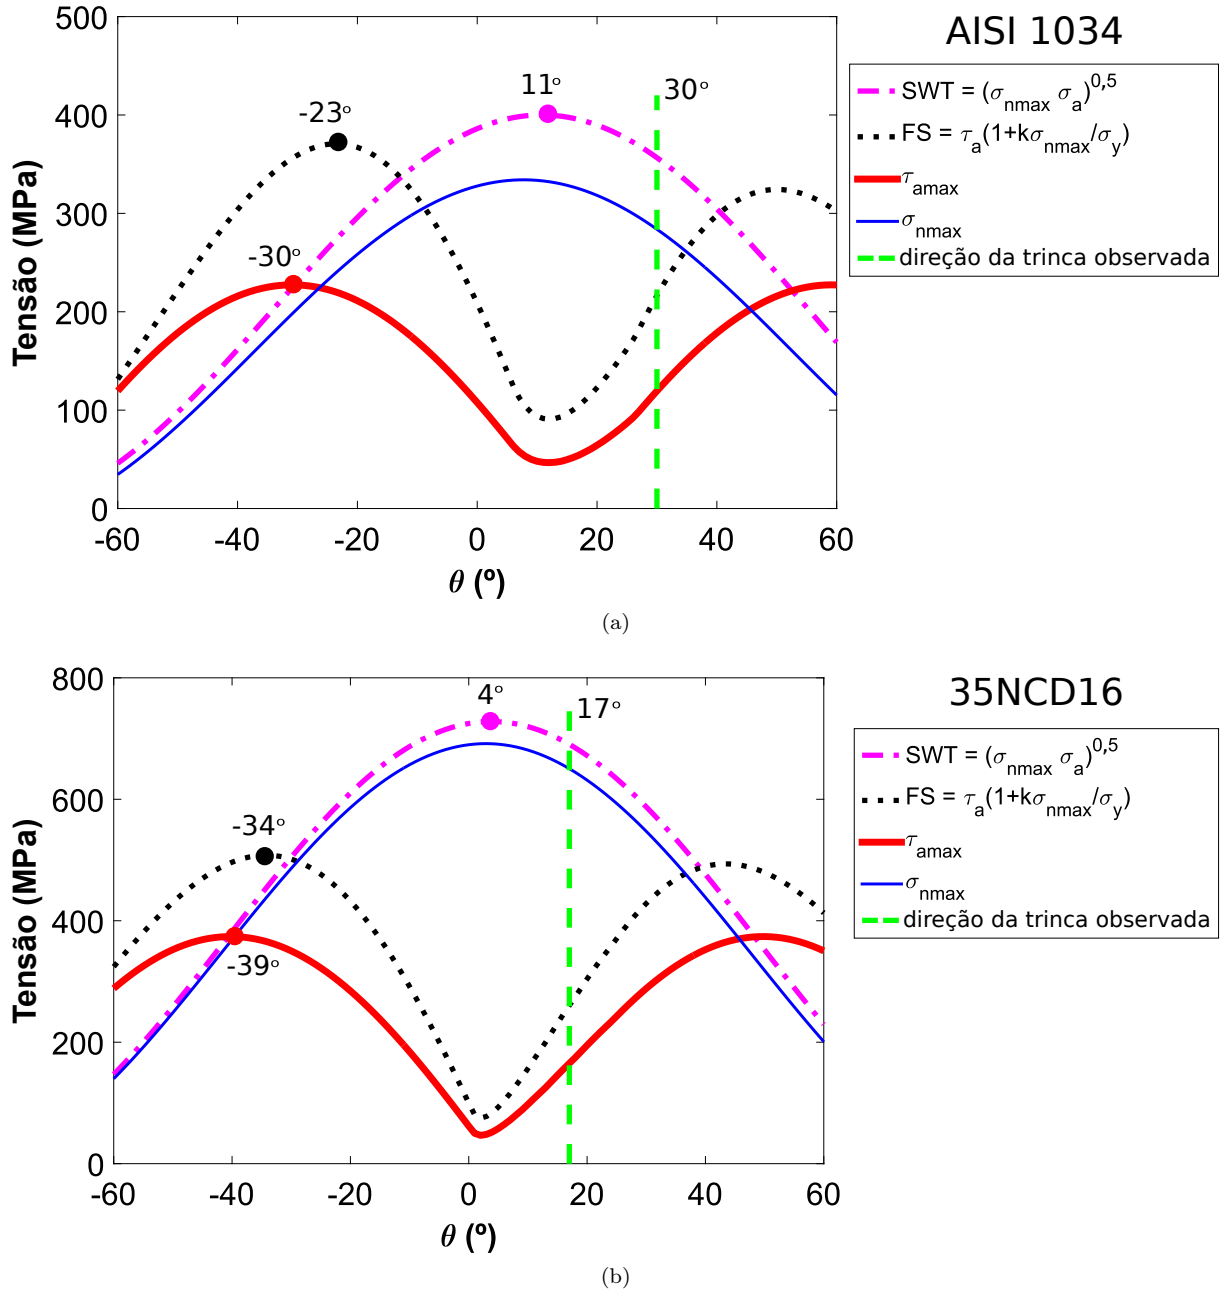 AISI 1034
500
400
300
200
100
0
Tensão (MPa)
-60
-40
-20
0
20
40
60
θ (º)
-23°
11°
30°
-30°
SWT = (σnmax σa)0,5
FS = τa(1+kσnmax/σy)
τamax
σnmax
direção da trinca observada
(a)
35NCD16
800
600
400
200
0
Tensão (MPa)
-60
-40
-20
0
20
40
60
θ (º)
4°
17°
-34°
-39°
SWT = (σnmax σa)0,5
FS = τa(1+kσnmax/σy)
τamax
σnmax
direção da trinca observada
(b)